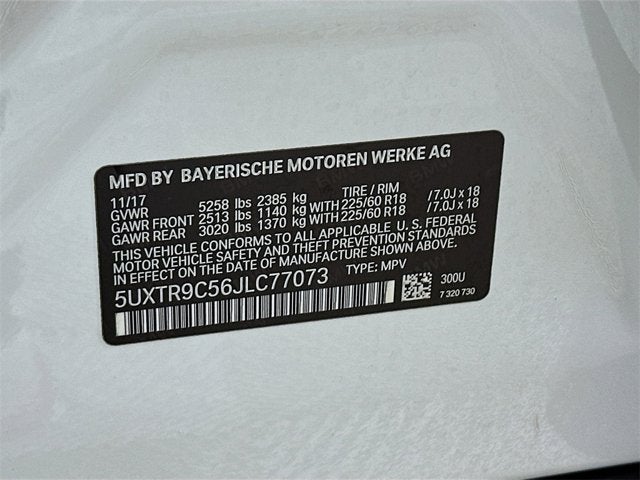 MFD BY BAYERISCHE MOTOREN WERKE AG
11/17 TIRE / RIM
GVWR 5258 lbs 2385 kg
GAWR FRONT 2513 lbs 1140 kg WITH 225/60 R18 /7.0J x 18
GAWR REAR 3020 lbs 1370 kg WITH 225/60 R18 /7.0J x 18
THIS VEHICLE CONFORMS TO ALL APPLICABLE U. S. FEDERAL
MOTOR VEHICLE SAFETY AND THEFT PREVENTION STANDARDS
IN EFFECT ON THE DATE OF MANUFACTURE SHOWN ABOVE.
5UXTR9C56JLC77073 TYPE: MPV
300U
7 320 730